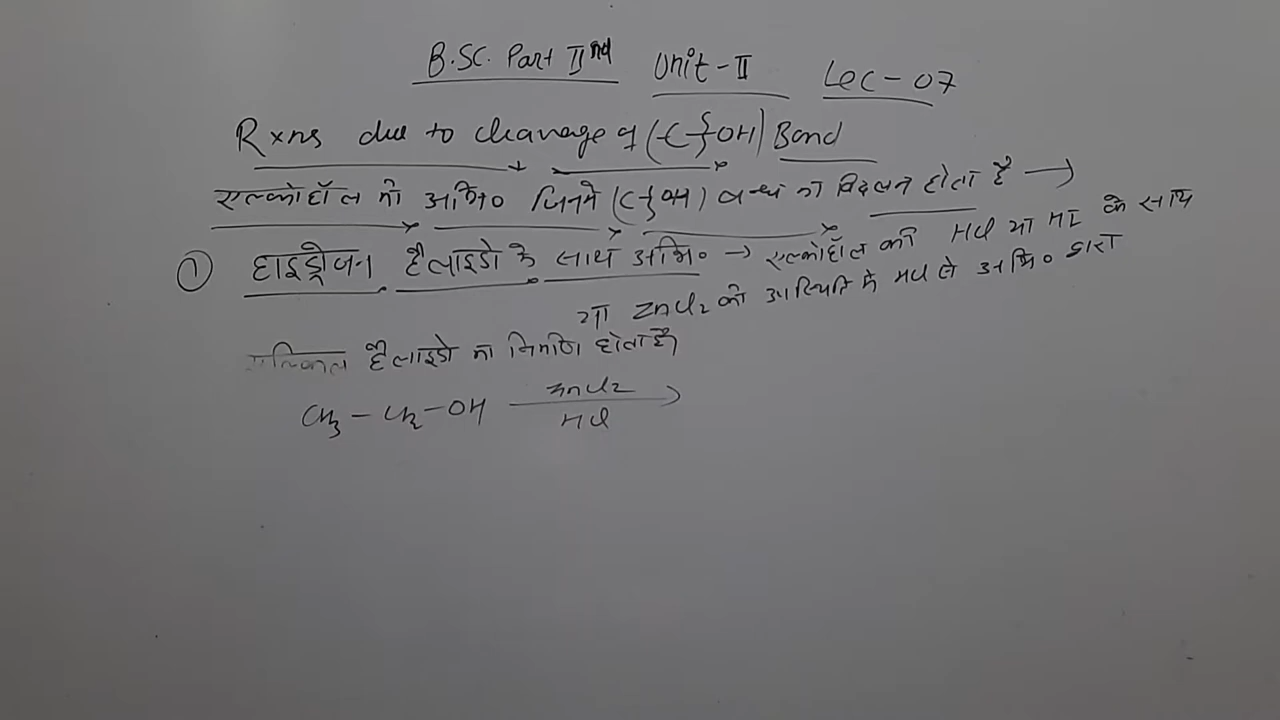 B.SC. Part IInd Unit-II Lec-07
Rxns due to cleavage of (-C}OH) Bond
एल्कोहॉल की अभि० जिनमें (C}OH) बन्ध का विदलन होता है →
① हाइड्रोजन हैलाइडो के साथ अभि० → एल्कोहॉल की HCl या HI के साथ
या ZnCl2 की उपस्थिति में HCl से अभि० द्वारा
एल्किल हैलाइडो का निर्माण होता है।
CH3 - CH2 - OH ZnCl2 →
HCl